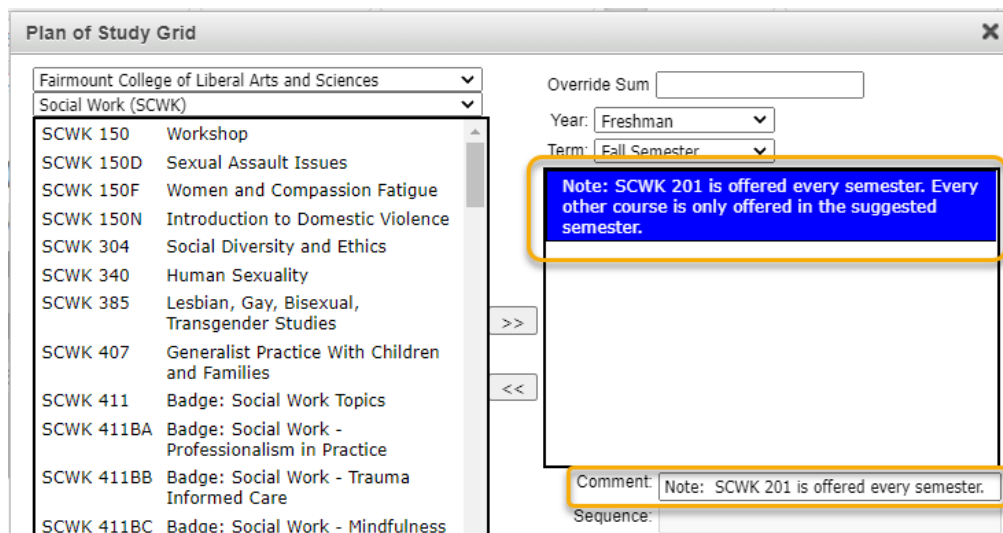 Plan of Study Grid
Fairmount College of Liberal Arts and Sciences
Social Work (SCWK)
SCWK 150 Workshop
SCWK 150D Sexual Assault Issues
SCWK 150F Women and Compassion Fatigue
SCWK 150N Introduction to Domestic Violence
SCWK 304 Social Diversity and Ethics
SCWK 340 Human Sexuality
SCWK 385 Lesbian, Gay, Bisexual,
Transgender Studies
SCWK 407 Generalist Practice With Children
and Families
SCWK 411 Badge: Social Work Topics
SCWK 411BA Badge: Social Work -
Professionalism in Practice
SCWK 411BB Badge: Social Work - Trauma
Informed Care
SCWK 411BC Badge: Social Work - Mindfulness
>>
<<
Override Sum
Year: Freshman
Term: Fall Semester
Note: SCWK 201 is offered every semester. Every
other course is only offered in the suggested
semester.
Comment: Note: SCWK 201 is offered every semester.
Sequence: